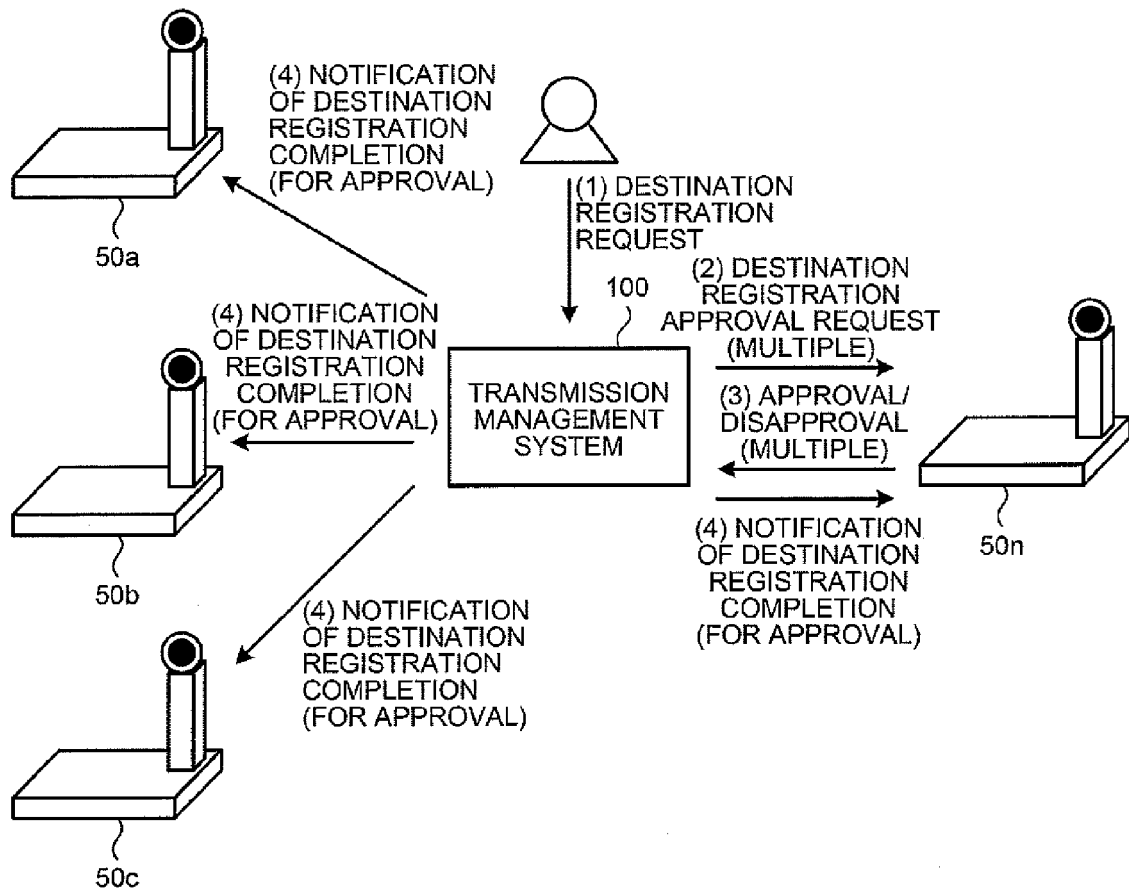 (4) NOTIFICATION
OF DESTINATION
REGISTRATION
COMPLETION
(FOR APPROVAL)
50a
(1) DESTINATION
REGISTRATION
REQUEST
100
(2) DESTINATION
REGISTRATION
APPROVAL REQUEST
(MULTIPLE)
(4) NOTIFICATION
OF DESTINATION
REGISTRATION
COMPLETION
(FOR APPROVAL)
TRANSMISSION
MANAGEMENT
SYSTEM
(3) APPROVAL/
DISAPPROVAL
(MULTIPLE)
50n
50b
(4) NOTIFICATION
OF DESTINATION
REGISTRATION
COMPLETION
(FOR APPROVAL)
(4) NOTIFICATION
OF DESTINATION
REGISTRATION
COMPLETION
(FOR APPROVAL)
50c